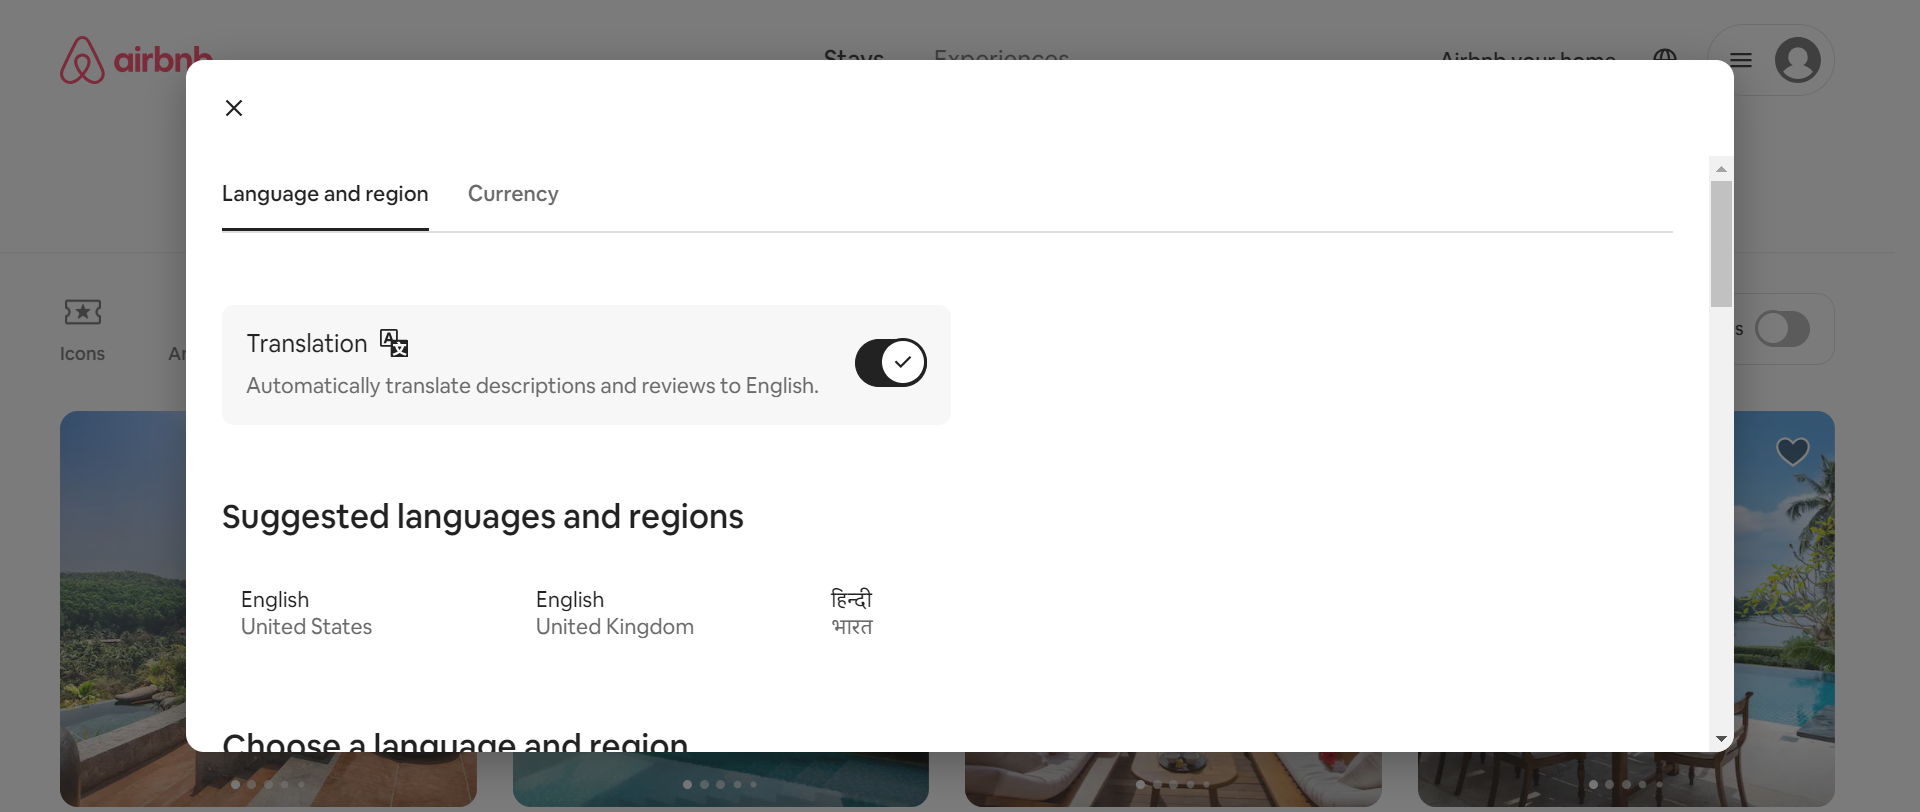 airbnb
Stays
Experiences
Airbnb your home
Language and region
Currency
Icons
Translation
Automatically translate descriptions and reviews to English.
Suggested languages and regions
English
United States
English
United Kingdom
हिन्दी
भारत
Choose a language and region